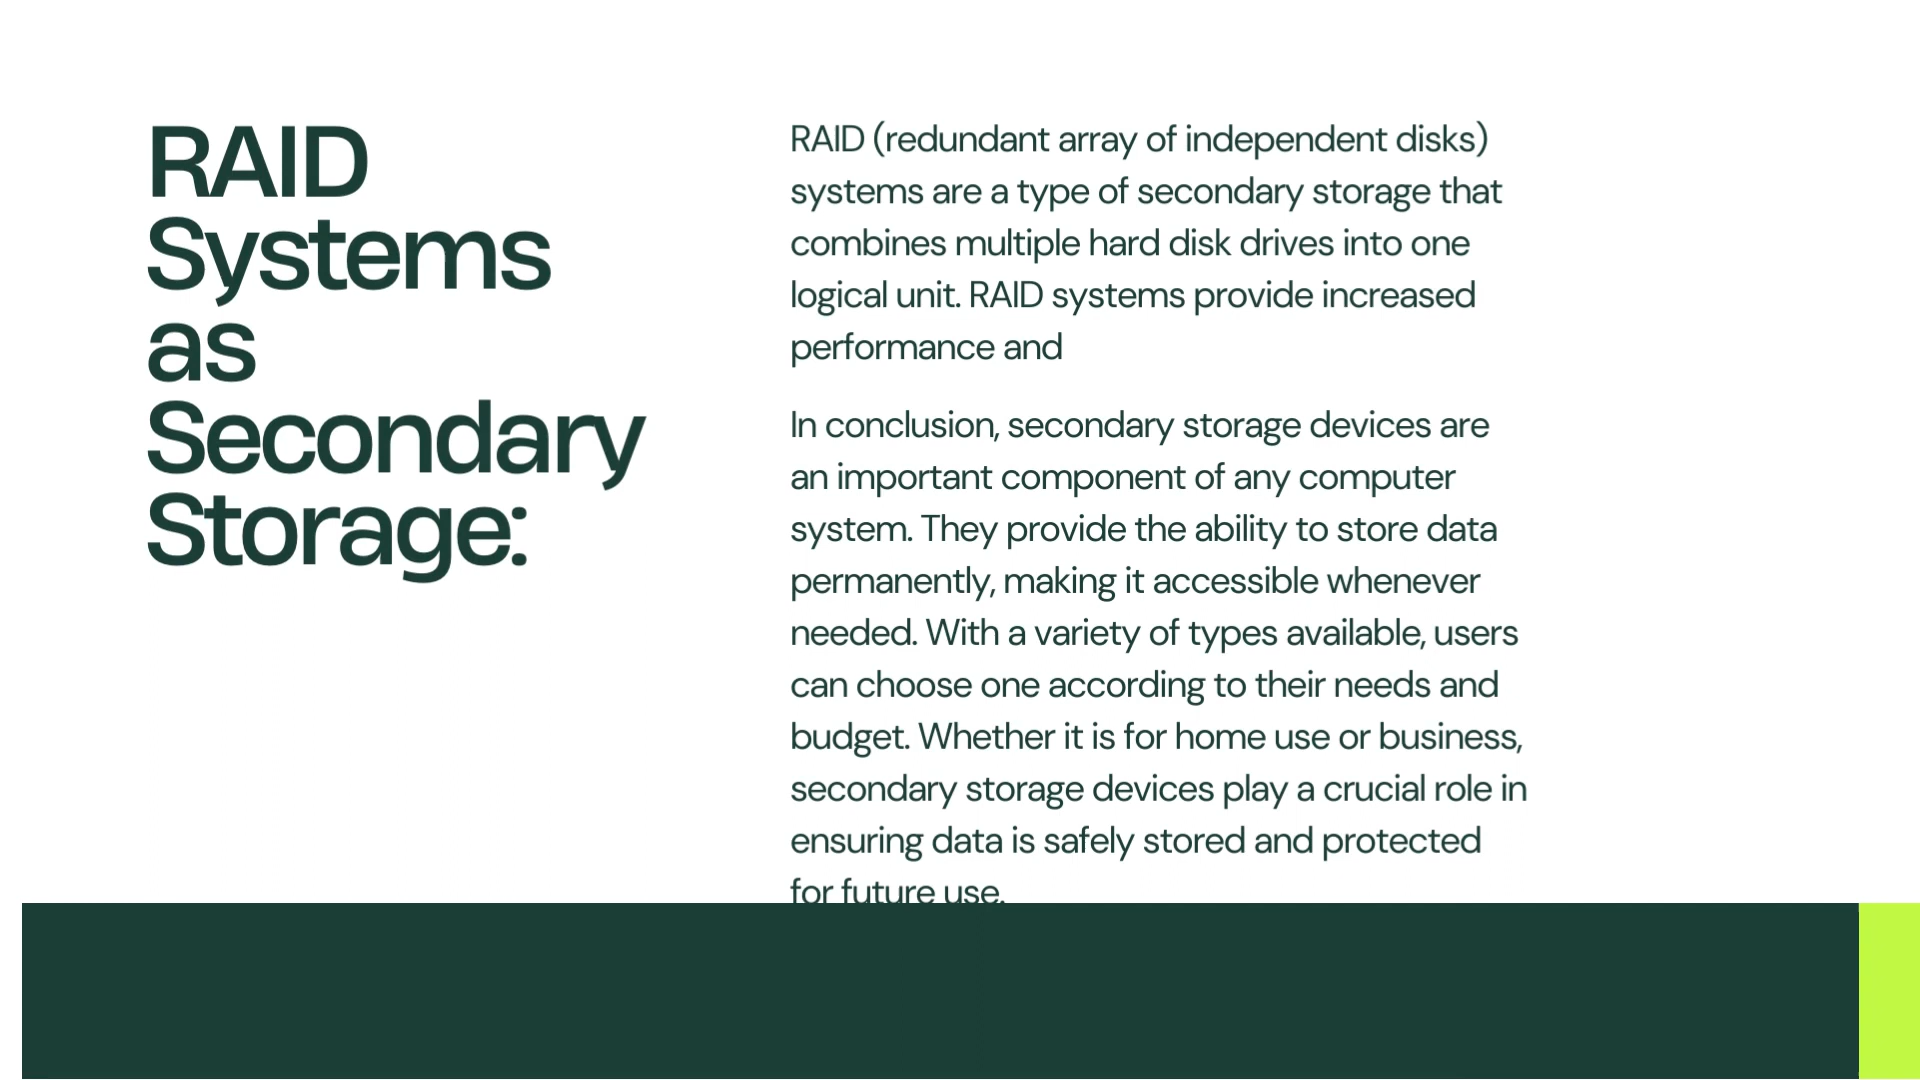 RAID
Systems
as
Secondary
Storage:
RAID (redundant array of independent disks)
systems are a type of secondary storage that
combines multiple hard disk drives into one
logical unit. RAID systems provide increased
performance and
In conclusion, secondary storage devices are
an important component of any computer
system. They provide the ability to store data
permanently, making it accessible whenever
needed. With a variety of types available, users
can choose one according to their needs and
budget. Whether it is for home use or business,
secondary storage devices play a crucial role in
ensuring data is safely stored and protected
for future use.